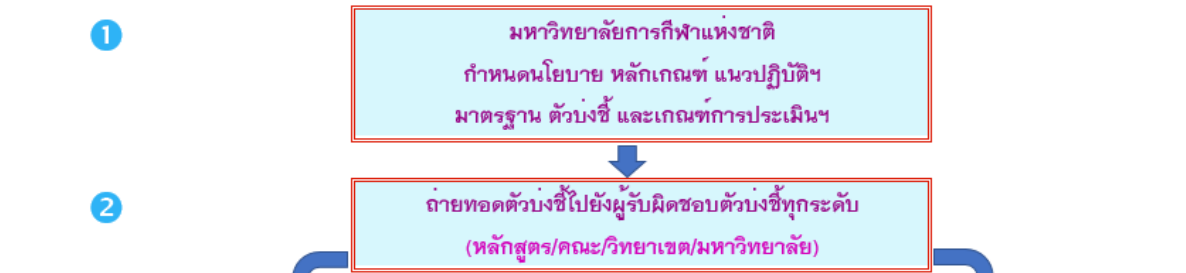 1
มหาวิทยาลัยการกีฬาแห่งชาติ
กำหนดนโยบาย หลักเกณฑ์ แนวปฏิบัติฯ
มาตรฐาน ตัวบ่งชี้ และเกณฑ์การประเมินฯ
2
ถ่ายทอดตัวบ่งชี้ไปยังผู้รับผิดชอบตัวบ่งชี้ทุกระดับ
(หลักสูตร/คณะ/วิทยาเขต/มหาวิทยาลัย)